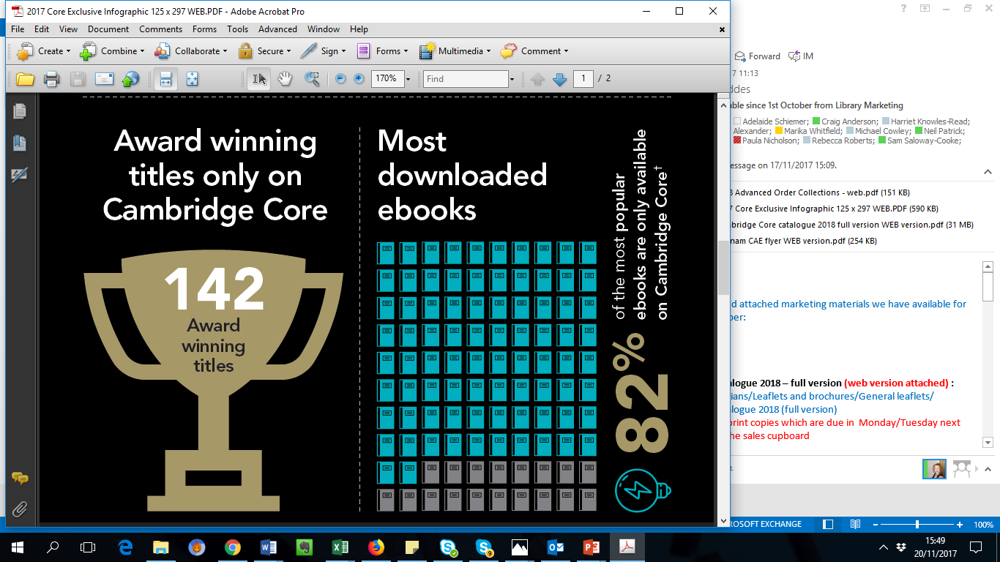 2017 Core Exclusive Infographic 125 x 297 WEB.PDF - Adobe Acrobat Pro
File Edit View Document Comments Forms Tools Advanced Window Help
Create Combine Collaborate Secure Sign Forms Multimedia Comment
170% Find 1 / 2
Award winning
titles only on
Cambridge Core
142
Award
winning
titles
Most
downloaded
ebooks
82% of the most popular
ebooks are only available
on Cambridge Core†
Forward IM
7 11:13
ddes
able since 1st October from Library Marketing
Adelaide Schiemer; Craig Anderson; Harriet Knowles-Read;
Alexander; Marika Whitfield; Michael Cowley; Neil Patrick;
Paula Nicholson; Rebecca Roberts; Sam Saloway-Cooke;
essage on 17/11/2017 15:09.
Advanced Order Collections - web.pdf (151 KB)
7 Core Exclusive Infographic 125 x 297 WEB.PDF (590 KB)
nbridge Core catalogue 2018 full version WEB version.pdf (31 MB)
nam CAE flyer WEB version.pdf (254 KB)
d attached marketing materials we have available for
per:
alogue 2018 – full version (web version attached) :
ians/Leaflets and brochures/General leaflets/
alogue 2018 (full version)
print copies which are due in Monday/Tuesday next
he sales cupboard
ROSOFT EXCHANGE 100%
15:49
20/11/2017